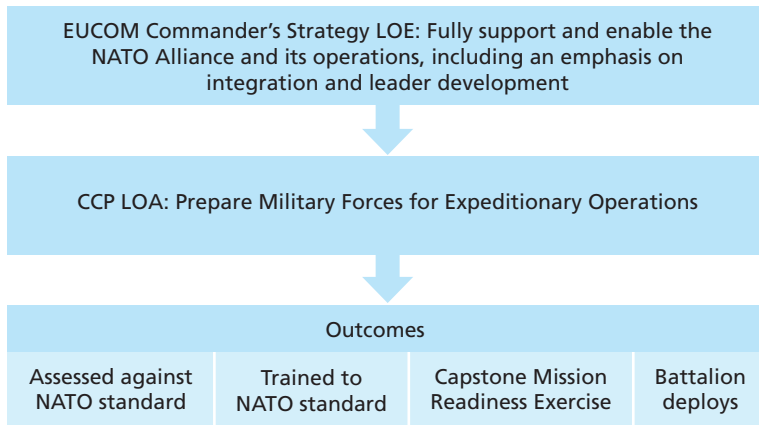 EUCOM Commander's Strategy LOE: Fully support and enable the
NATO Alliance and its operations, including an emphasis on
integration and leader development
CCP LOA: Prepare Military Forces for Expeditionary Operations
Outcomes
Assessed against
NATO standard
Trained to
NATO standard
Capstone Mission
Readiness Exercise
Battalion
deploys